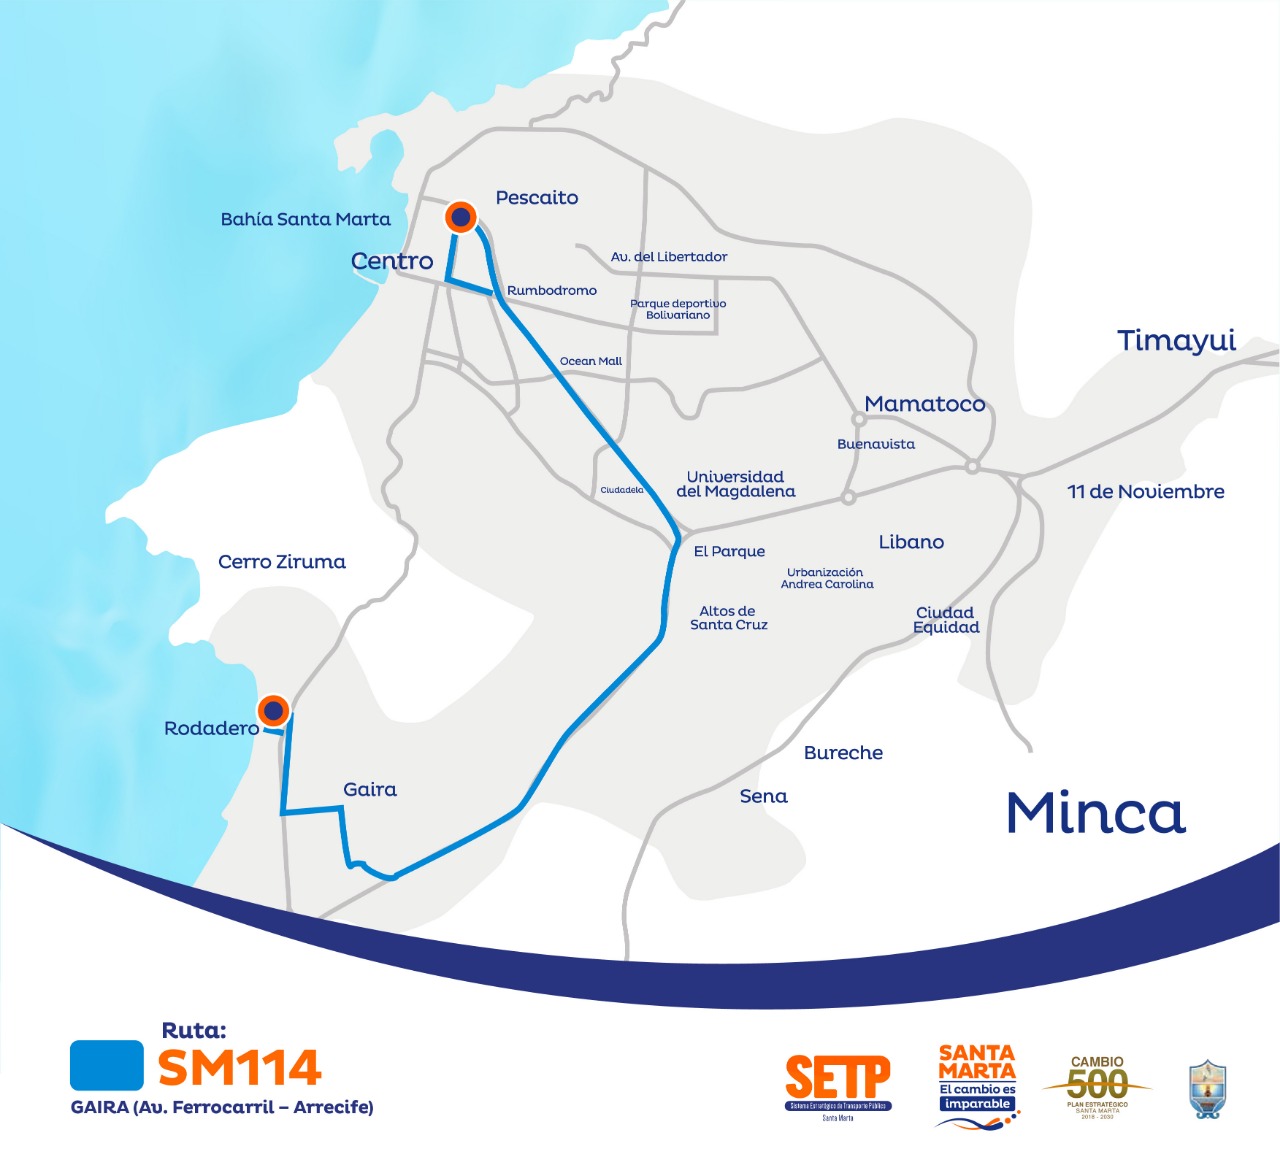 Pescaito
Bahía Santa Marta
Centro
Av. del Libertador
Rumbodromo
Parque deportivo
Bolivariano
Timayui
Ocean Mall
Mamatoco
Buenavista
Universidad
del Magdalena
Ciudadela
11 de Noviembre
El Parque
Libano
Cerro Ziruma
Urbanización
Andrea Carolina
Altos de
Santa Cruz
Ciudad
Equidad
Rodadero
Bureche
Gaira
Sena
Minca
Ruta:
SM114
GAIRA (Av. Ferrocarril – Arrecife)
SETP
Sistema Estratégico de Transporte Público
Santa Marta
SANTA
MARTA
El cambio es
imparable
CAMBIO
500
PLAN ESTRATÉGICO
SANTA MARTA
2018 - 2030